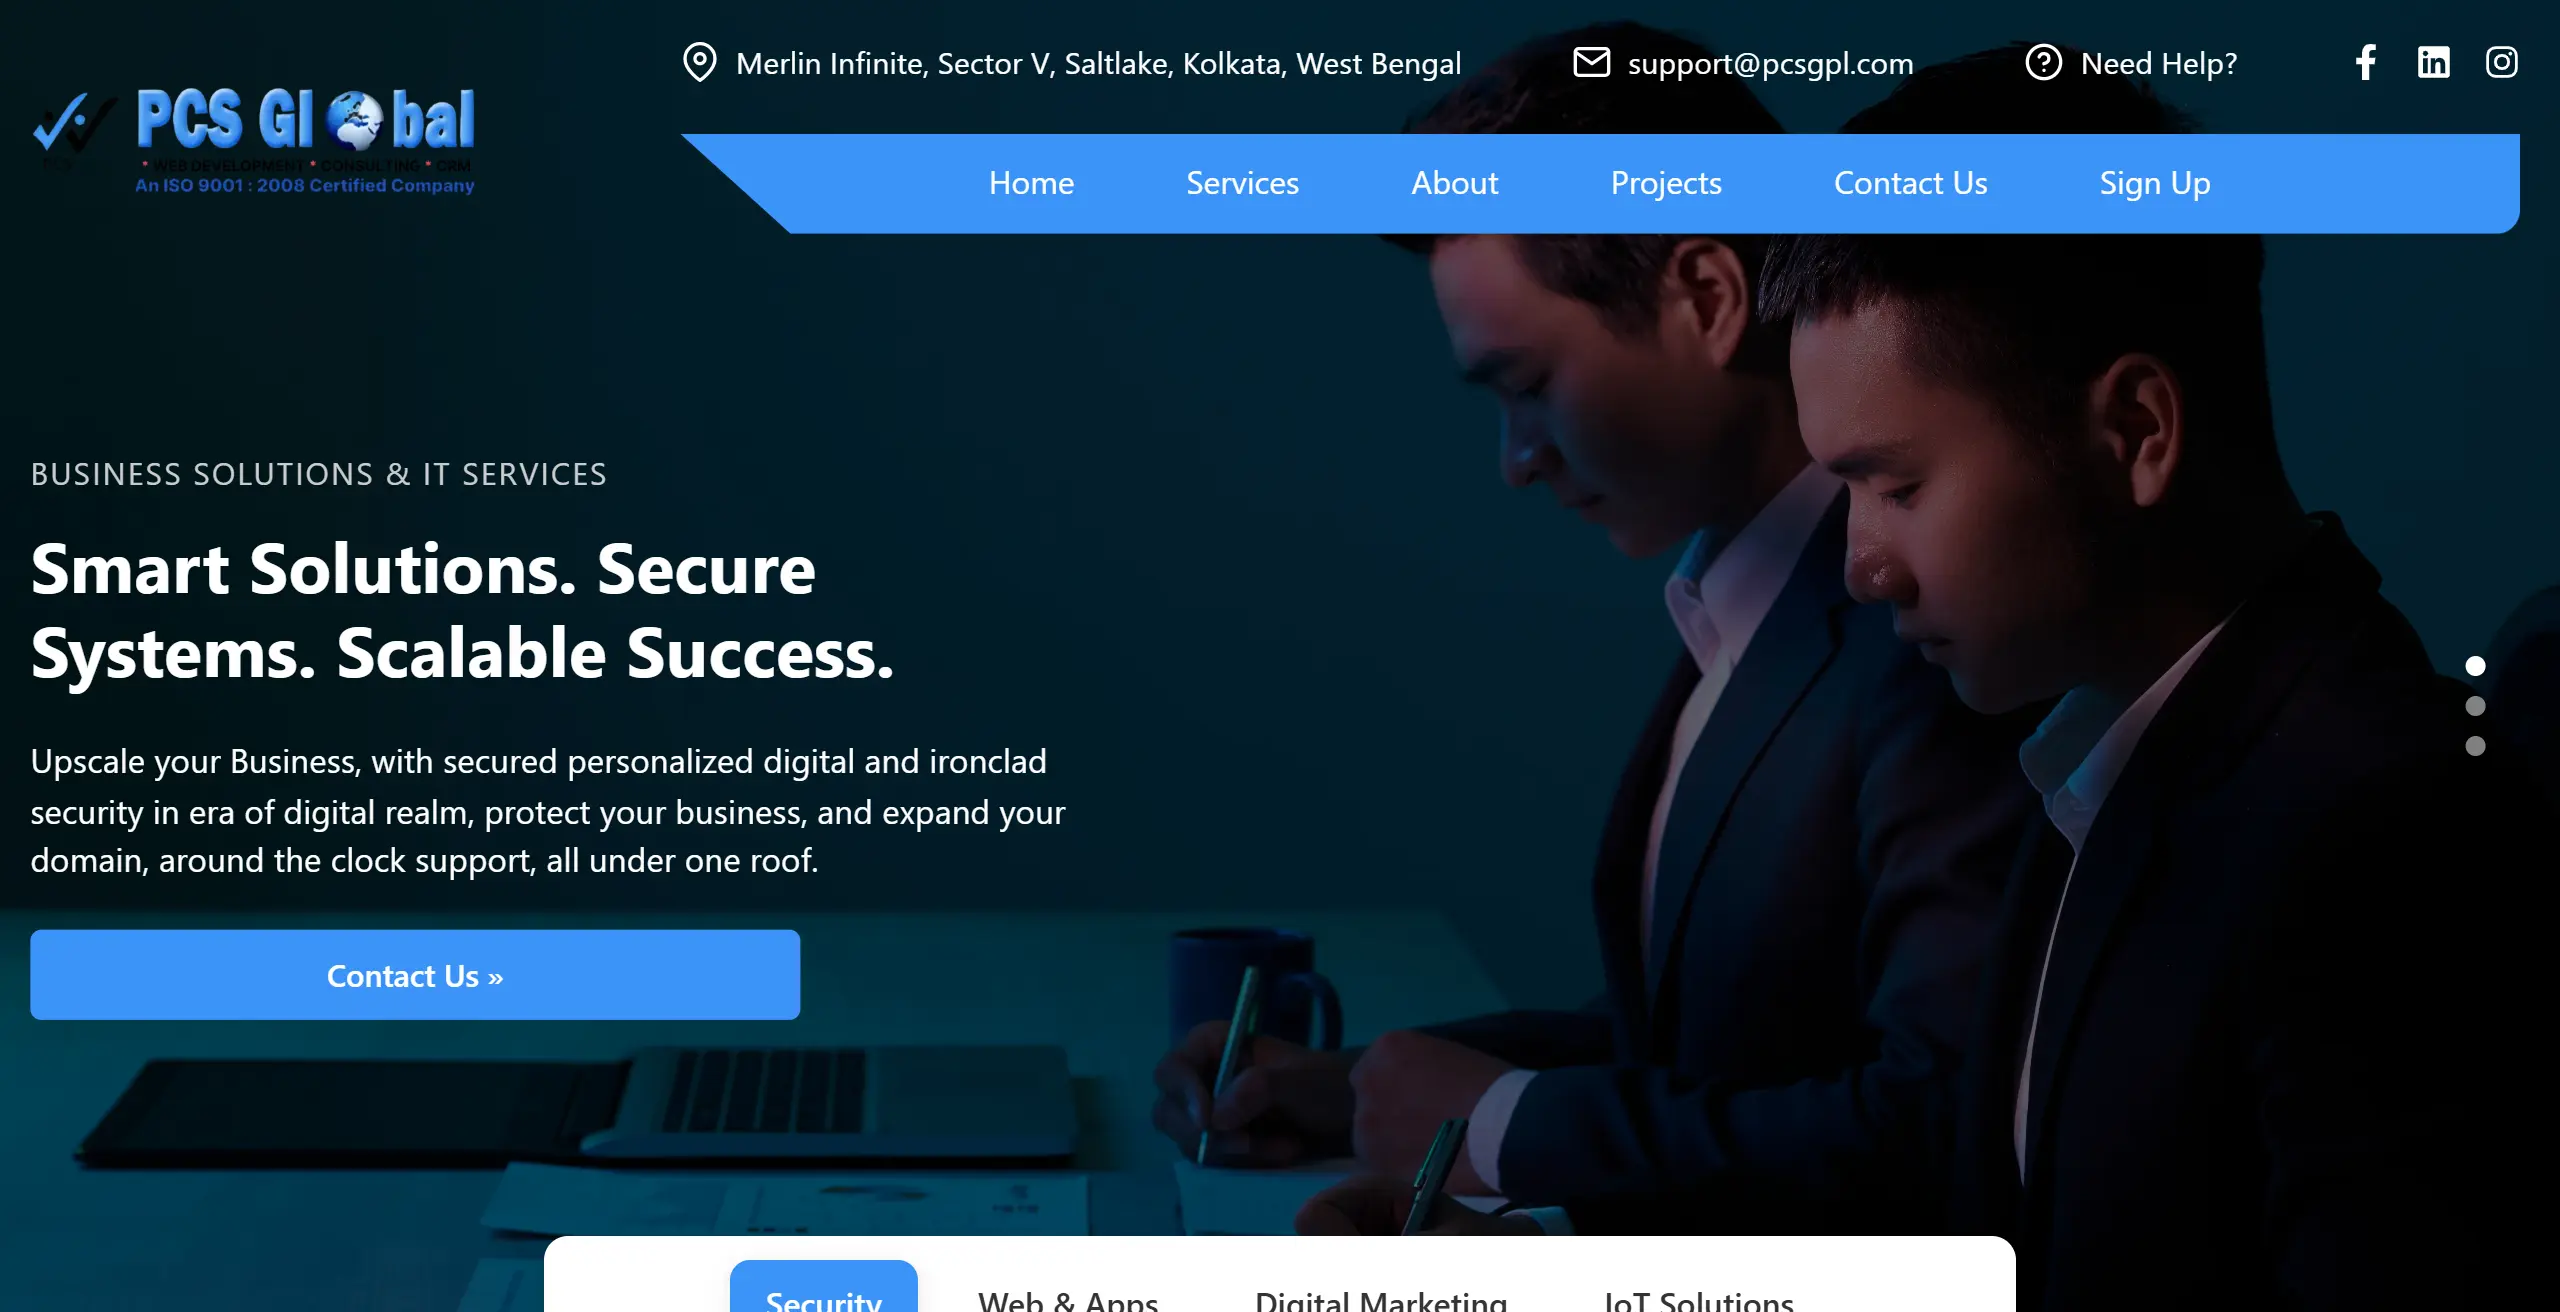 Merlin Infinite, Sector V, Saltlake, Kolkata, West Bengal
support@pcsgpl.com
Need Help?
PCS Global
* WEB DEVELOPMENT * CONSULTING * CRM
An ISO 9001 : 2008 Certified Company
Home
Services
About
Projects
Contact Us
Sign Up
BUSINESS SOLUTIONS & IT SERVICES
Smart Solutions. Secure
Systems. Scalable Success.
Upscale your Business, with secured personalized digital and ironclad
security in era of digital realm, protect your business, and expand your
domain, around the clock support, all under one roof.
Contact Us »
Security
Web & Apps
Digital Marketing
IoT Solutions